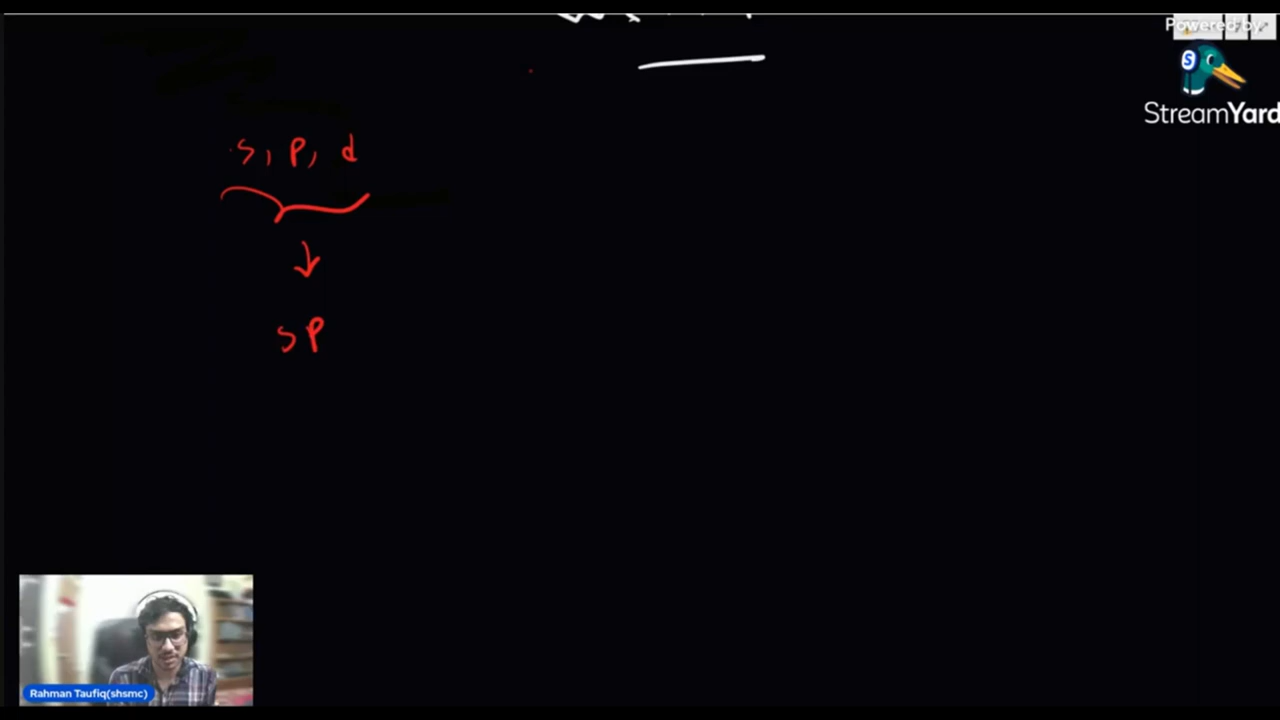 Powered by
StreamYard
s, p, d
↓
sp
Rahman Taufiq(shsmc)